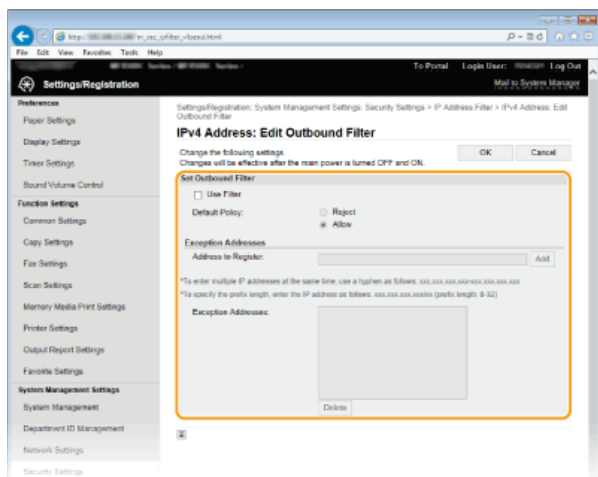 http://
m_sec_ipfilter_v4send.html
File Edit View Favorites Tools Help
To Portal Login User: Log Out
Settings/Registration
Mail to System Manager
Preferences
Paper Settings
Display Settings
Timer Settings
Sound Volume Control
Function Settings
Common Settings
Copy Settings
Fax Settings
Scan Settings
Memory Media Print Settings
Printer Settings
Output Report Settings
Favorite Settings
System Management Settings
System Management
Department ID Management
Network Settings
Security Settings
Settings/Registration: System Management Settings: Security Settings > IP Address Filter > IPv4 Address: Edit
Outbound Filter
IPv4 Address: Edit Outbound Filter
Change the following settings.
Changes will be effective after the main power is turned OFF and ON.
OK Cancel
Set Outbound Filter
Use Filter
Default Policy: Reject
Allow
Exception Addresses
Address to Register: Add
*To enter multiple IP addresses at the same time, use a hyphen as follows: xxx.xxx.xxx.xxx-xxx.xxx.xxx.xxx
*To specify the prefix length, enter the IP address as follows: xxx.xxx.xxx.xxx/xx (prefix length: 0-32)
Exception Addresses:
Delete